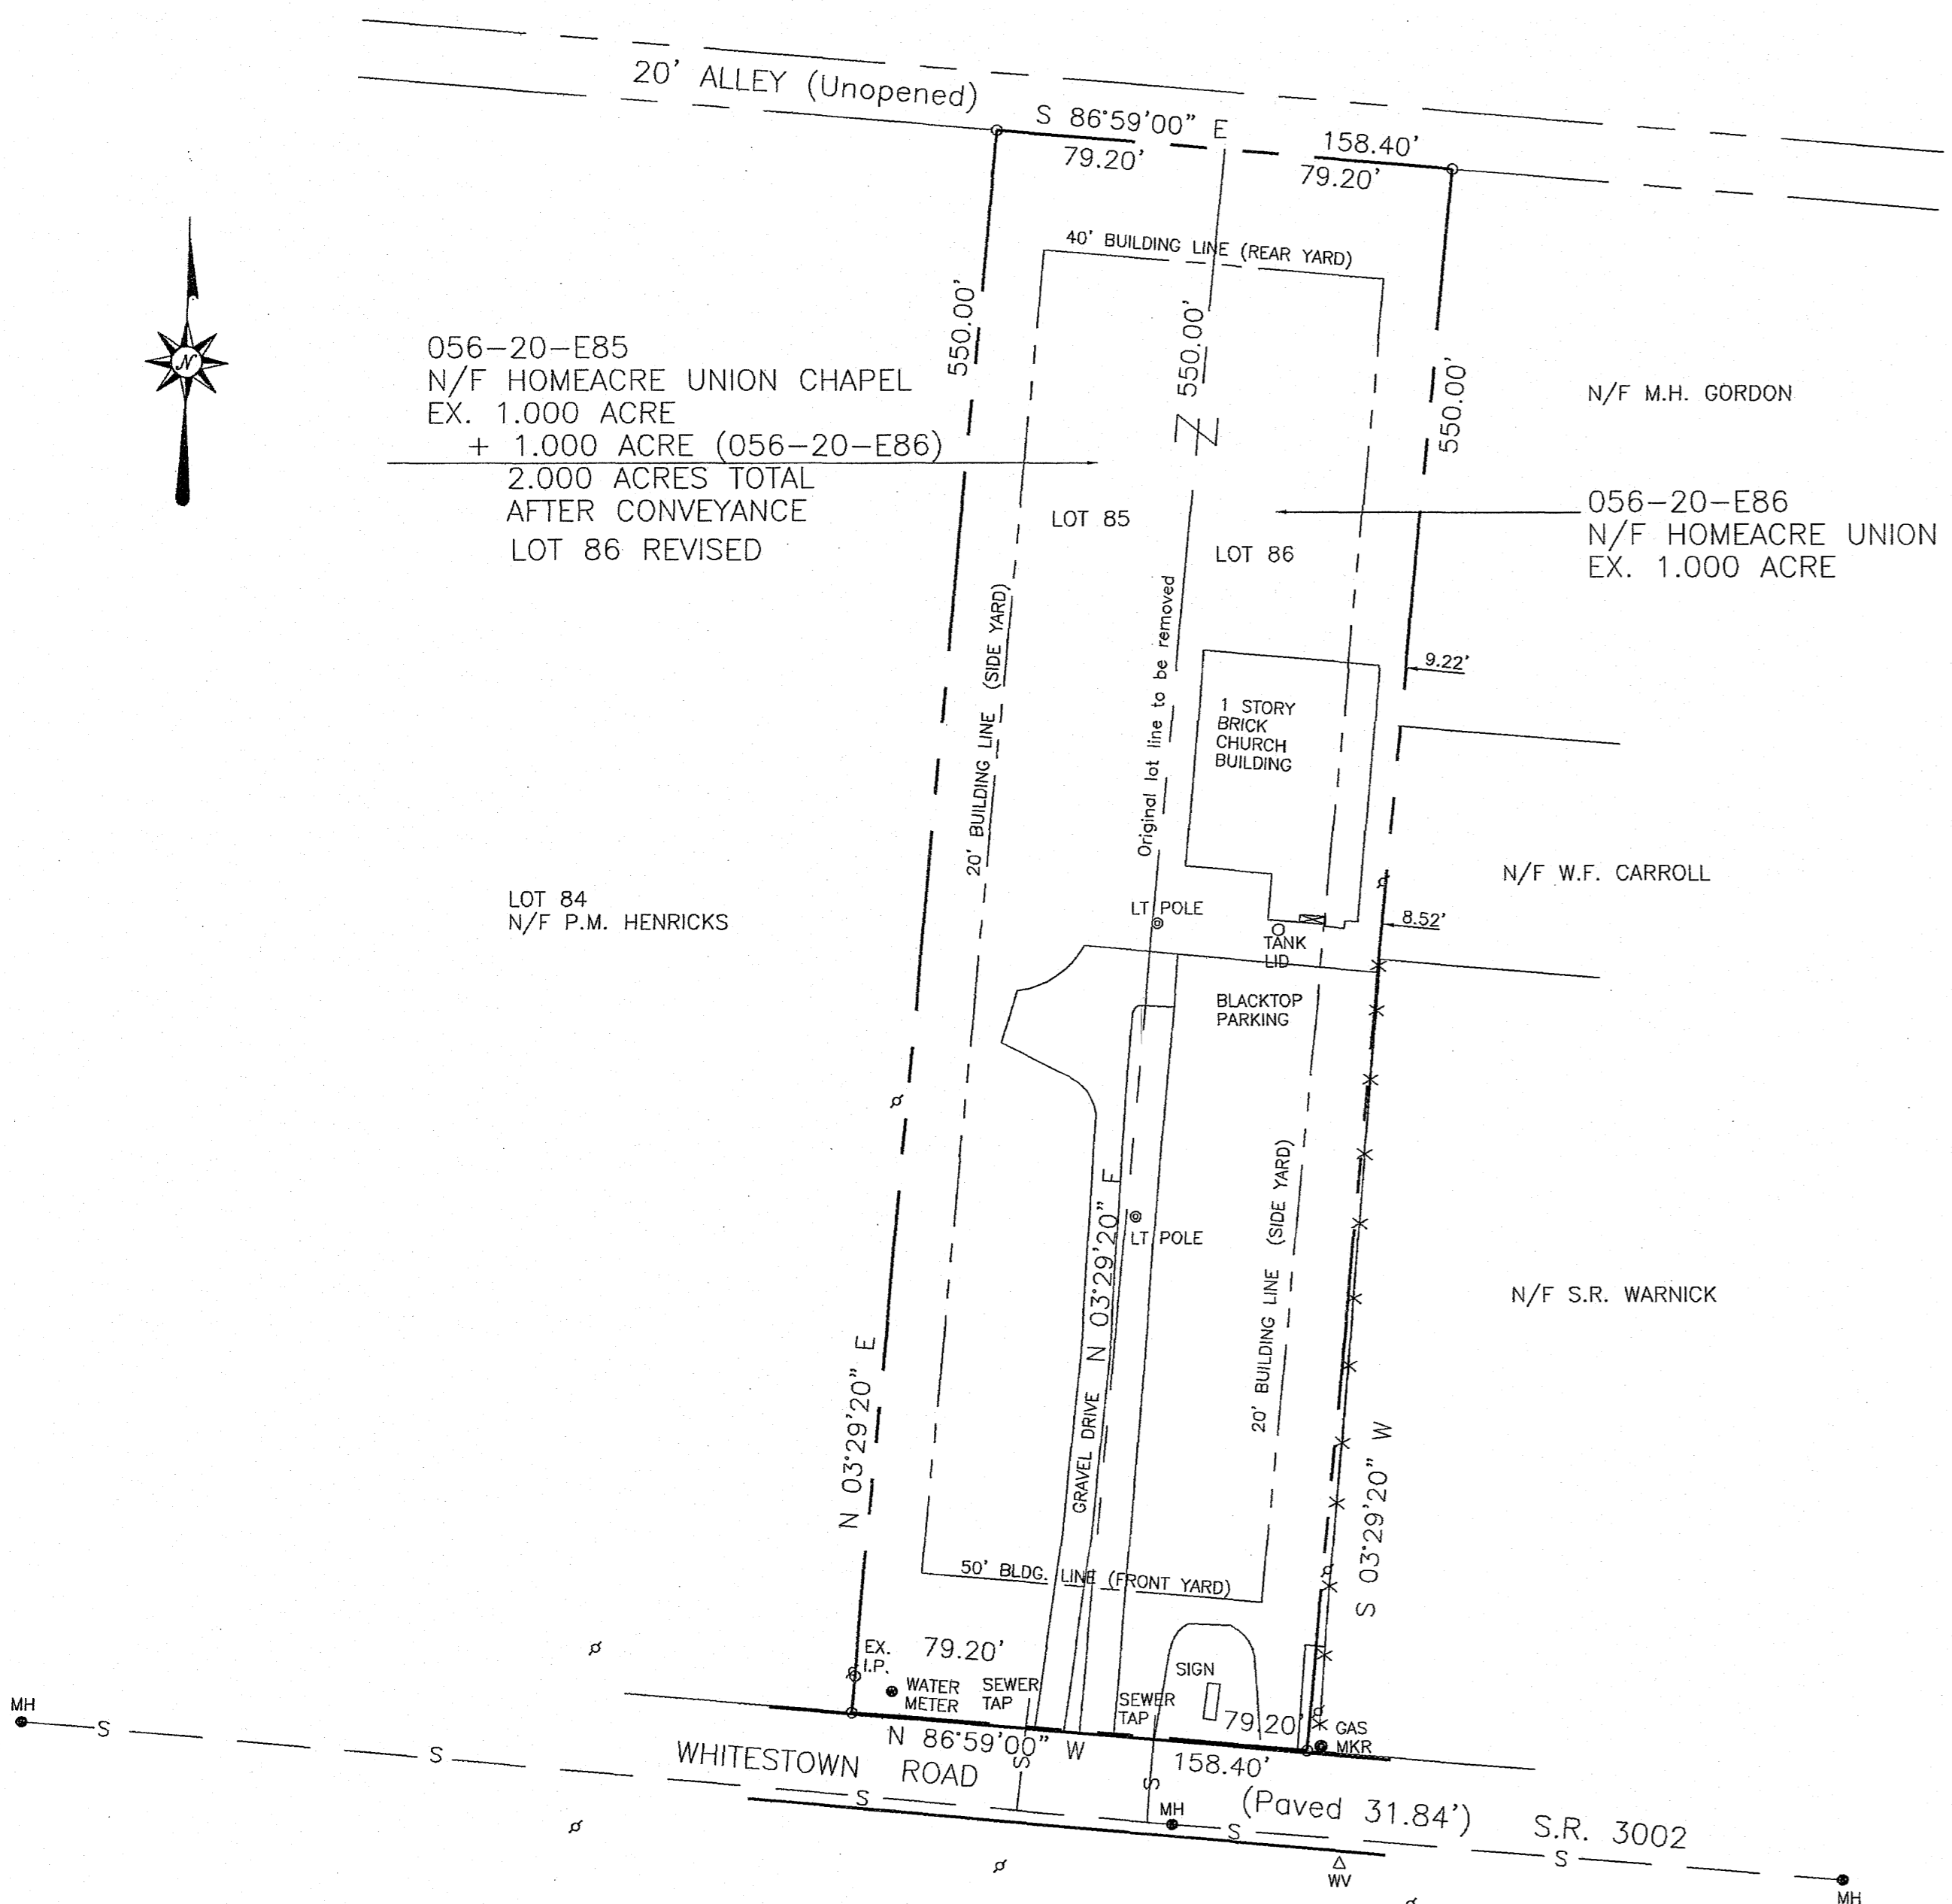 20' ALLEY (Unopened)
S 86°59'00" E
158.40'
79.20'
79.20'
40' BUILDING LINE (REAR YARD)
550.00'
550.00'
550.00'
N
056-20-E85
N/F HOMEACRE UNION CHAPEL
EX. 1.000 ACRE
+ 1.000 ACRE (056-20-E86)
2.000 ACRES TOTAL
AFTER CONVEYANCE
LOT 86 REVISED
N/F M.H. GORDON
LOT 85
LOT 86
056-20-E86
N/F HOMEACRE UNION
EX. 1.000 ACRE
20' BUILDING LINE (SIDE YARD)
Original lot line to be removed
9.22'
1 STORY
BRICK
CHURCH
BUILDING
LOT 84
N/F P.M. HENRICKS
N/F W.F. CARROLL
LT POLE
8.52'
TANK
LID
BLACKTOP
PARKING
LT POLE
N 03°29'20" E
GRAVEL DRIVE
N 03°29'20" E
20' BUILDING LINE (SIDE YARD)
N/F S.R. WARNICK
S 03°29'20" W
50' BLDG. LINE (FRONT YARD)
EX.
I.P.
79.20'
WATER
METER
SEWER
TAP
SEWER
TAP
SIGN
79.20'
GAS
MKR
MH
S
S
N 86°59'00" W
158.40'
WHITESTOWN ROAD
S
S
S
(Paved 31.84')
S.R. 3002
MH
S
S
WV
MH